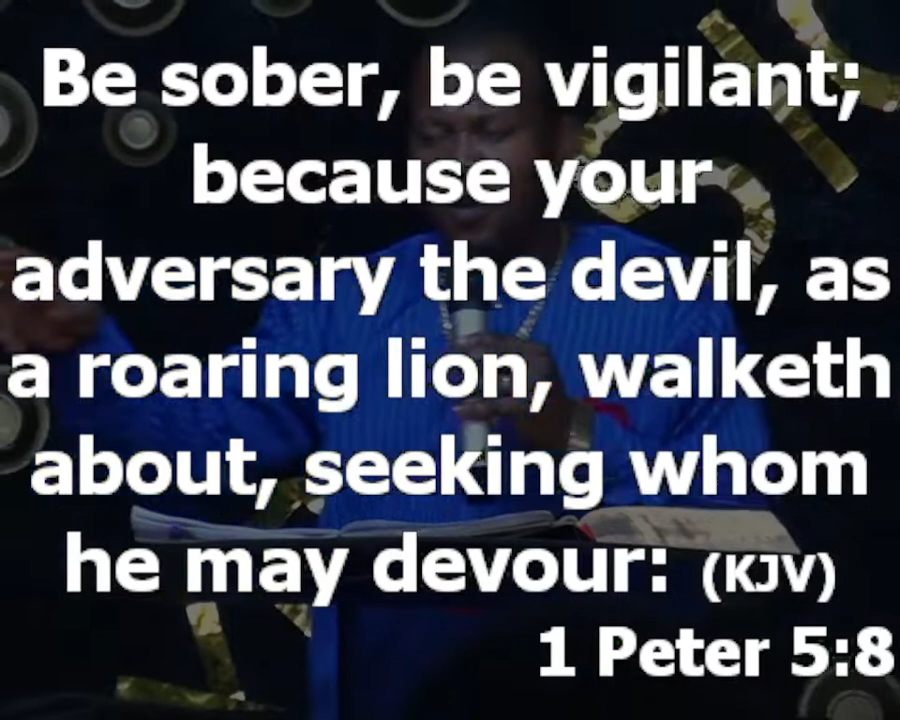 Be sober, be vigilant;
because your
adversary the devil, as
a roaring lion, walketh
about, seeking whom
he may devour: (KJV)
1 Peter 5:8